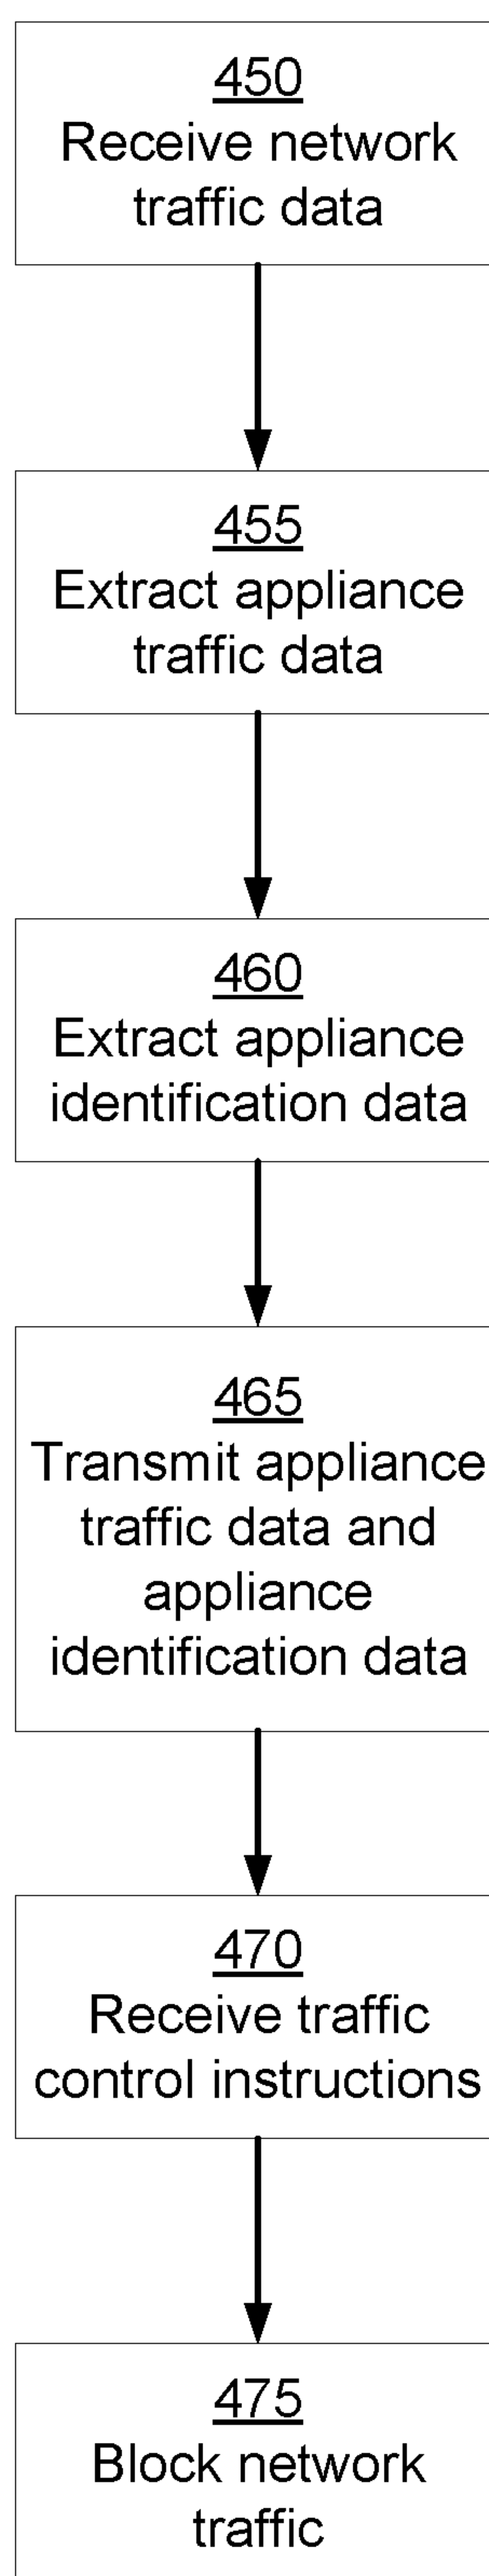 450
Receive network
traffic data
455
Extract appliance
traffic data
460
Extract appliance
identification data
465
Transmit appliance
traffic data and
appliance
identification data
470
Receive traffic
control instructions
475
Block network
traffic